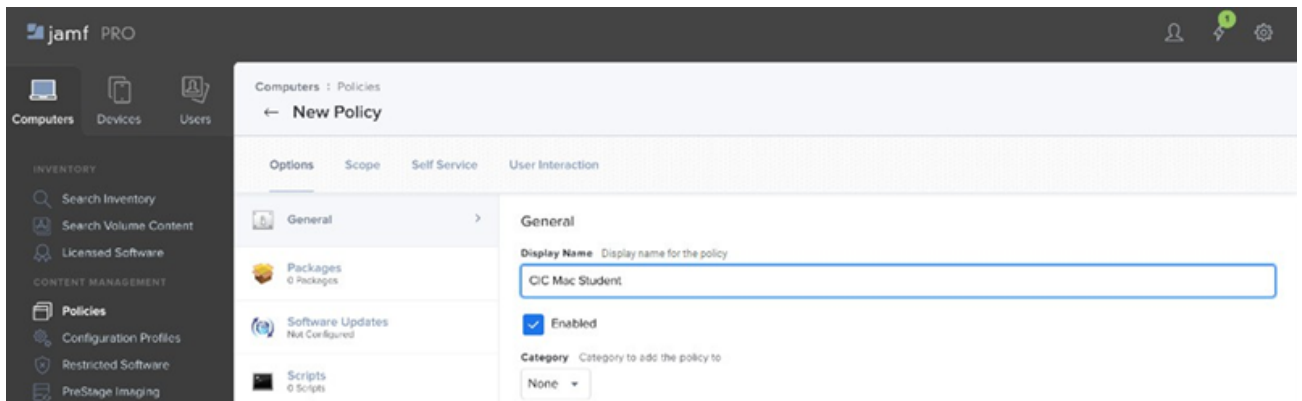 jamf PRO
1
Computers
Devices
Users
INVENTORY
Search Inventory
Search Volume Content
Licensed Software
CONTENT MANAGEMENT
Policies
Configuration Profiles
Restricted Software
PreStage Imaging
Computers : Policies
← New Policy
Options
Scope
Self Service
User Interaction
General
Packages
0 Packages
Software Updates
Not Configured
Scripts
0 Scripts
General
Display Name Display name for the policy
CIC Mac Student
Enabled
Category Category to add the policy to
None